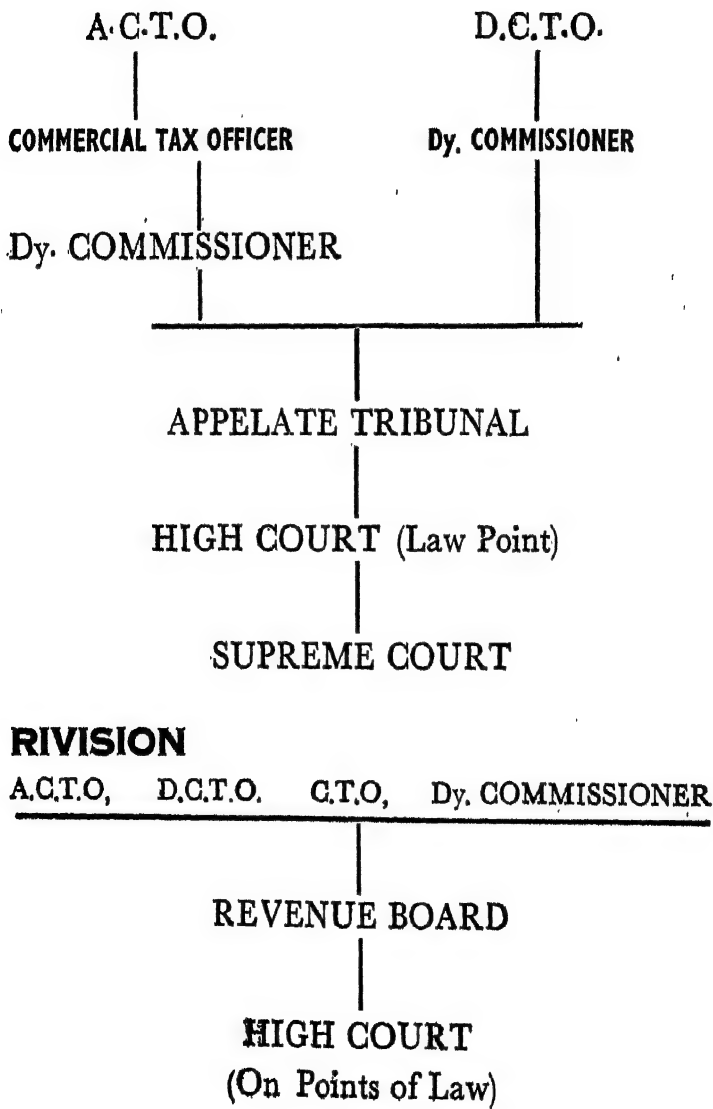 A.C.T.O. D.C.T.O.
COMMERCIAL TAX OFFICER Dy. COMMISSIONER
Dy. COMMISSIONER
APPELATE TRIBUNAL
HIGH COURT (Law Point)
SUPREME COURT
RIVISION
A.C.T.O, D.C.T.O. C.T.O, Dy. COMMISSIONER
REVENUE BOARD
HIGH COURT
(On Points of Law)